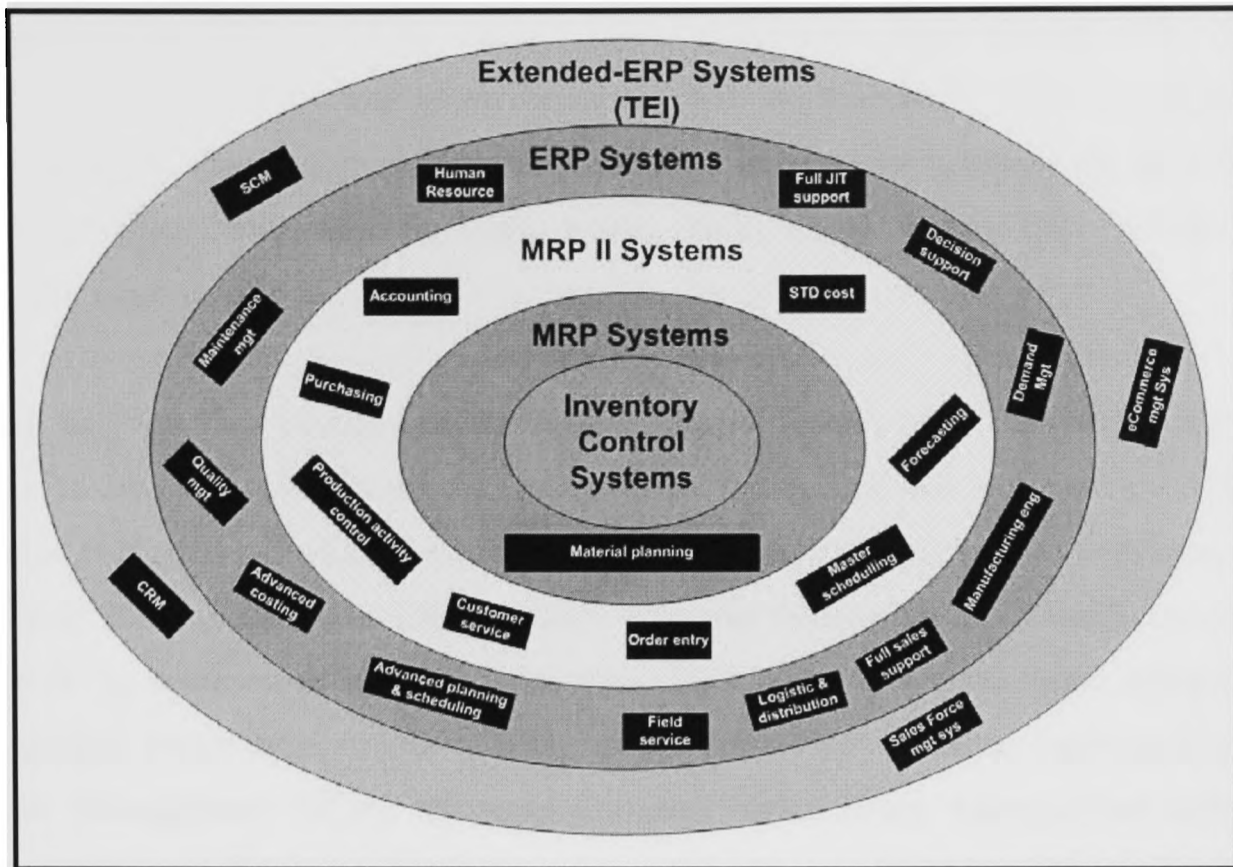 Extended-ERP Systems
(TEI)
ERP Systems
SCM
Human
Resource
Full JIT
support
Decision
support
MRP II Systems
Accounting
STD cost
Maintenance
mgt
MRP Systems
Demand
Mgt
eCommerce
mgt Sys
Purchasing
Inventory
Control
Systems
Forecasting
Quality
mgt
Production activity
control
Material planning
Master
schedulling
Manufacturing eng
CRM
Advanced
costing
Customer
service
Order entry
Full sales
support
Advanced planning
& scheduling
Logistic &
distribution
Field
service
Sales Force
mgt sys